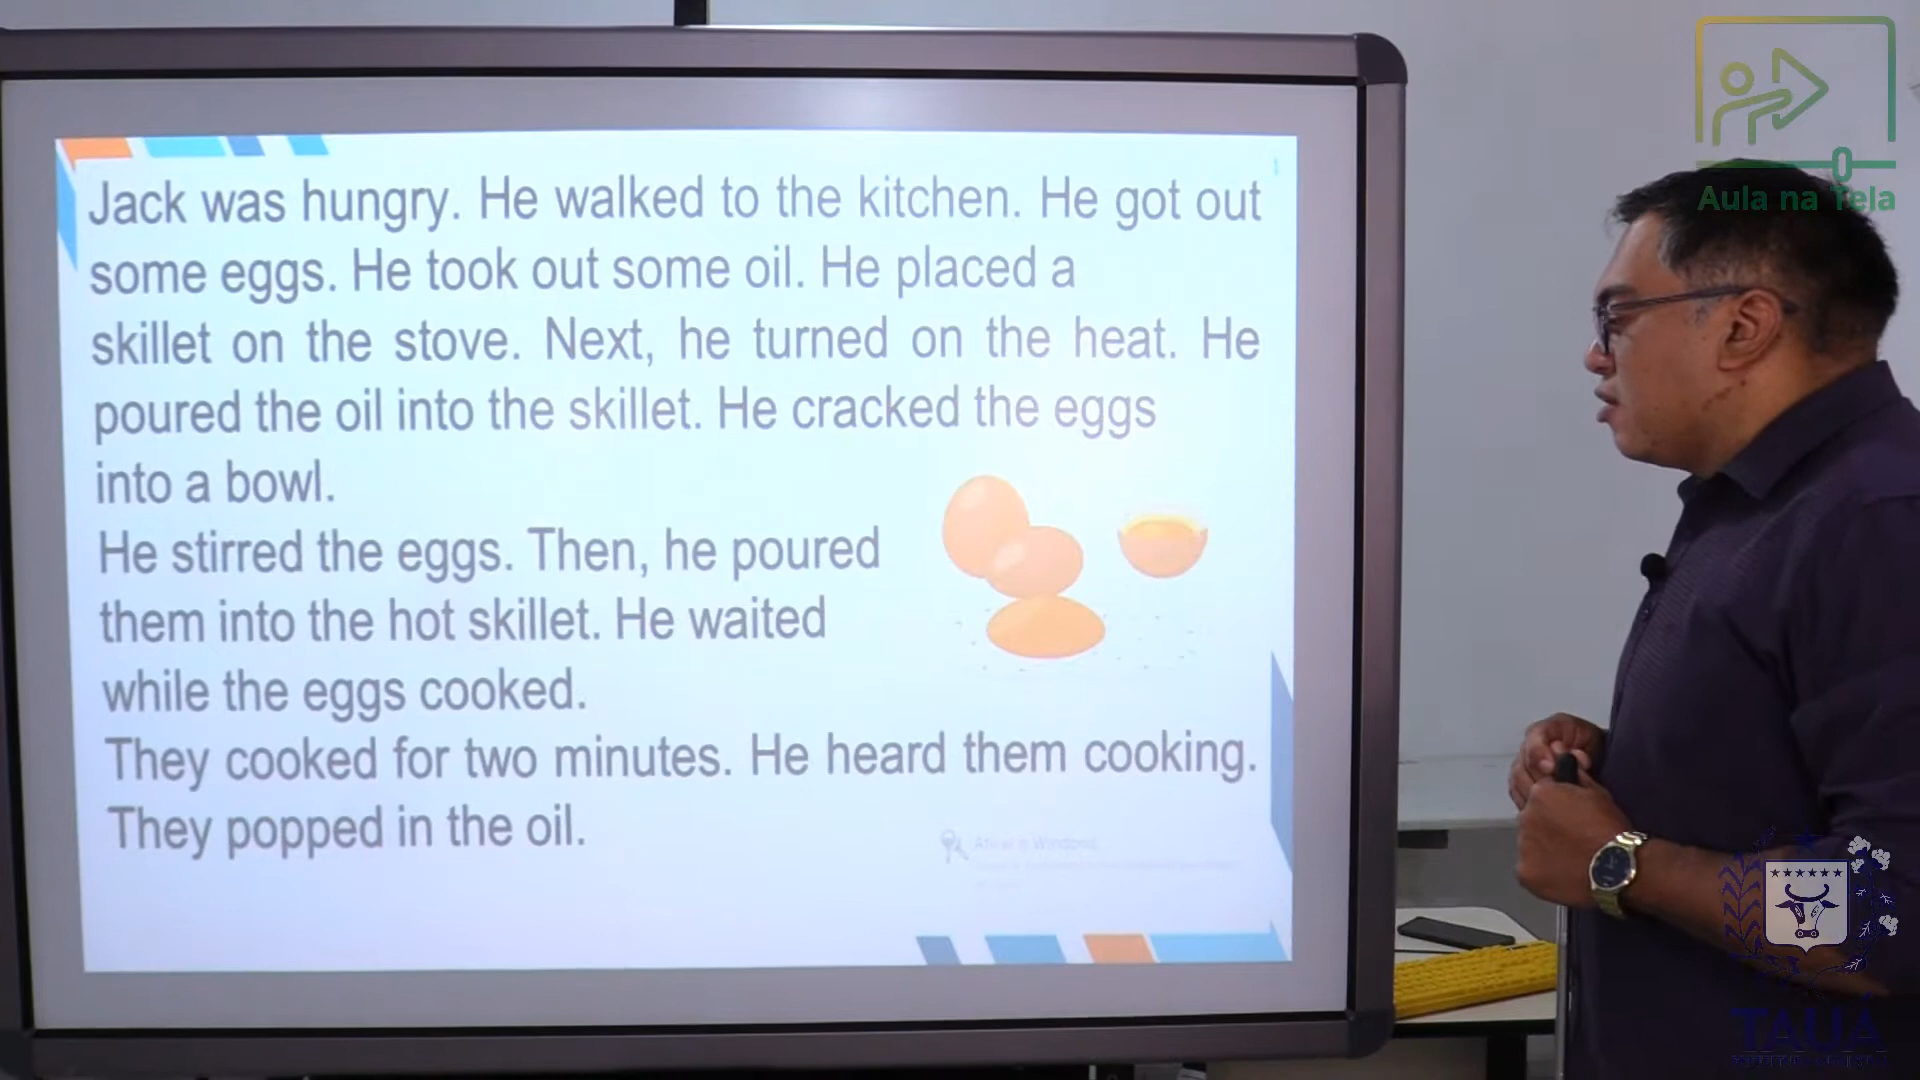 Aula na Tela
Jack was hungry. He walked to the kitchen. He got out
some eggs. He took out some oil. He placed a
skillet on the stove. Next, he turned on the heat. He
poured the oil into the skillet. He cracked the eggs
into a bowl.
He stirred the eggs. Then, he poured
them into the hot skillet. He waited
while the eggs cooked.
They cooked for two minutes. He heard them cooking.
They popped in the oil.
TAUÁ